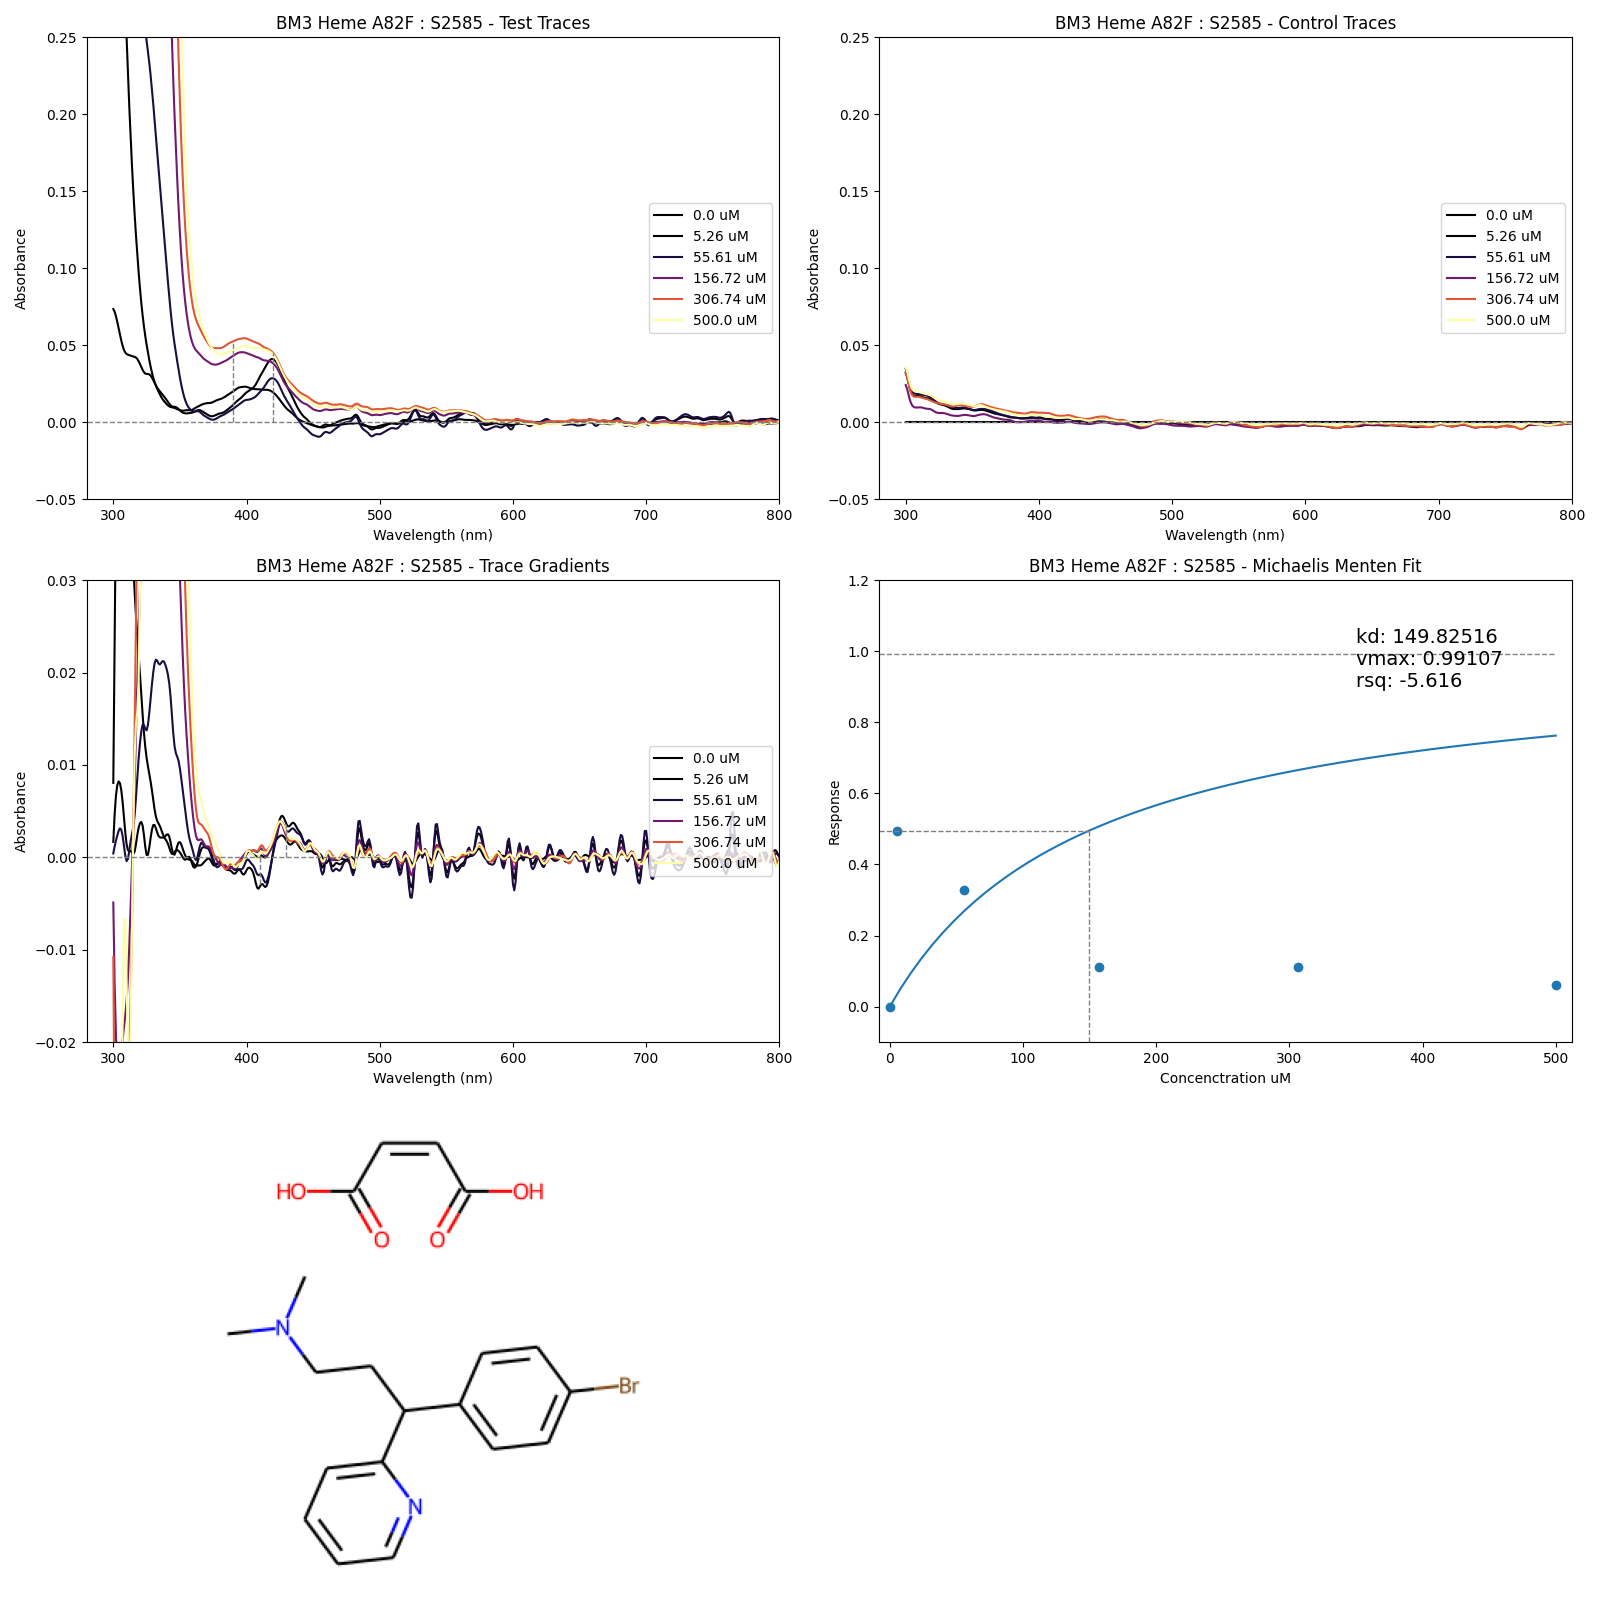 BM3 Heme A82F : S2585 - Test Traces
0.25
0.20
0.15
0.10
0.05
0.00
−0.05
Absorbance
300
400
500
600
700
800
Wavelength (nm)
0.0 uM
5.26 uM
55.61 uM
156.72 uM
306.74 uM
500.0 uM
BM3 Heme A82F : S2585 - Control Traces
0.25
0.20
0.15
0.10
0.05
0.00
−0.05
Absorbance
300
400
500
600
700
800
Wavelength (nm)
0.0 uM
5.26 uM
55.61 uM
156.72 uM
306.74 uM
500.0 uM
BM3 Heme A82F : S2585 - Trace Gradients
0.03
0.02
0.01
0.00
−0.01
−0.02
Absorbance
300
400
500
600
700
800
Wavelength (nm)
0.0 uM
5.26 uM
55.61 uM
156.72 uM
306.74 uM
500.0 uM
BM3 Heme A82F : S2585 - Michaelis Menten Fit
1.2
1.0
0.8
0.6
0.4
0.2
0.0
Response
0
100
200
300
400
500
Concenctration uM
kd: 149.82516
vmax: 0.99107
rsq: -5.616
HO
OH
O
O
N
Br
N